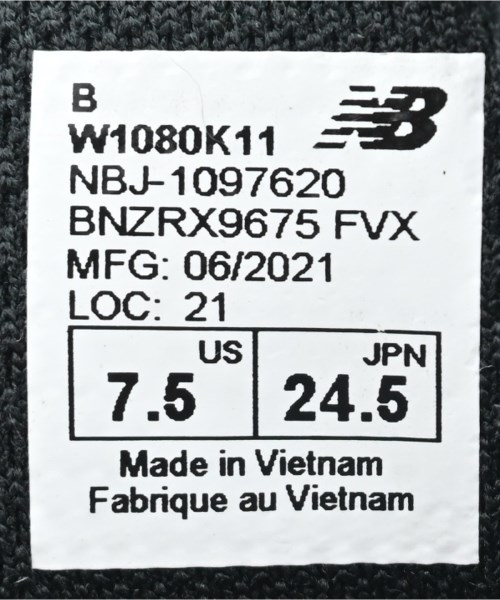 B
W1080K11
NB
NBJ-1097620
BNZRX9675 FVX
MFG: 06/2021
LOC: 21
US JPN
7.5 24.5
Made in Vietnam
Fabrique au Vietnam